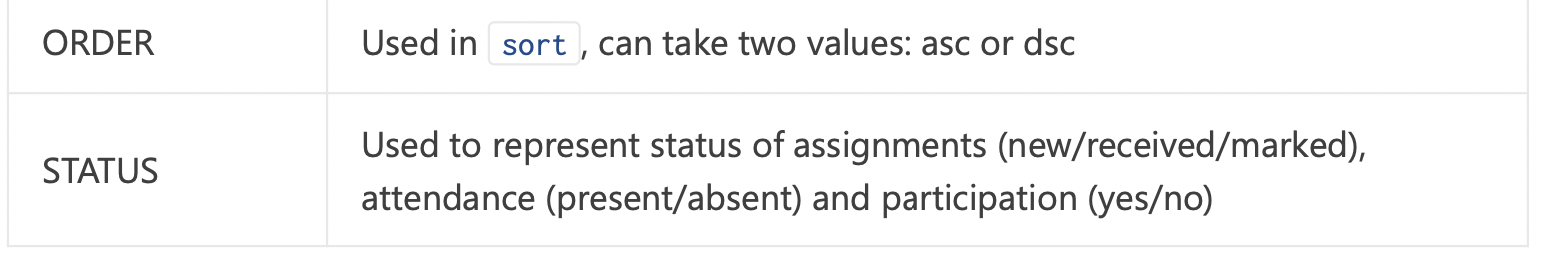 ORDER
Used in sort, can take two values: asc or dsc
STATUS
Used to represent status of assignments (new/received/marked),
attendance (present/absent) and participation (yes/no)